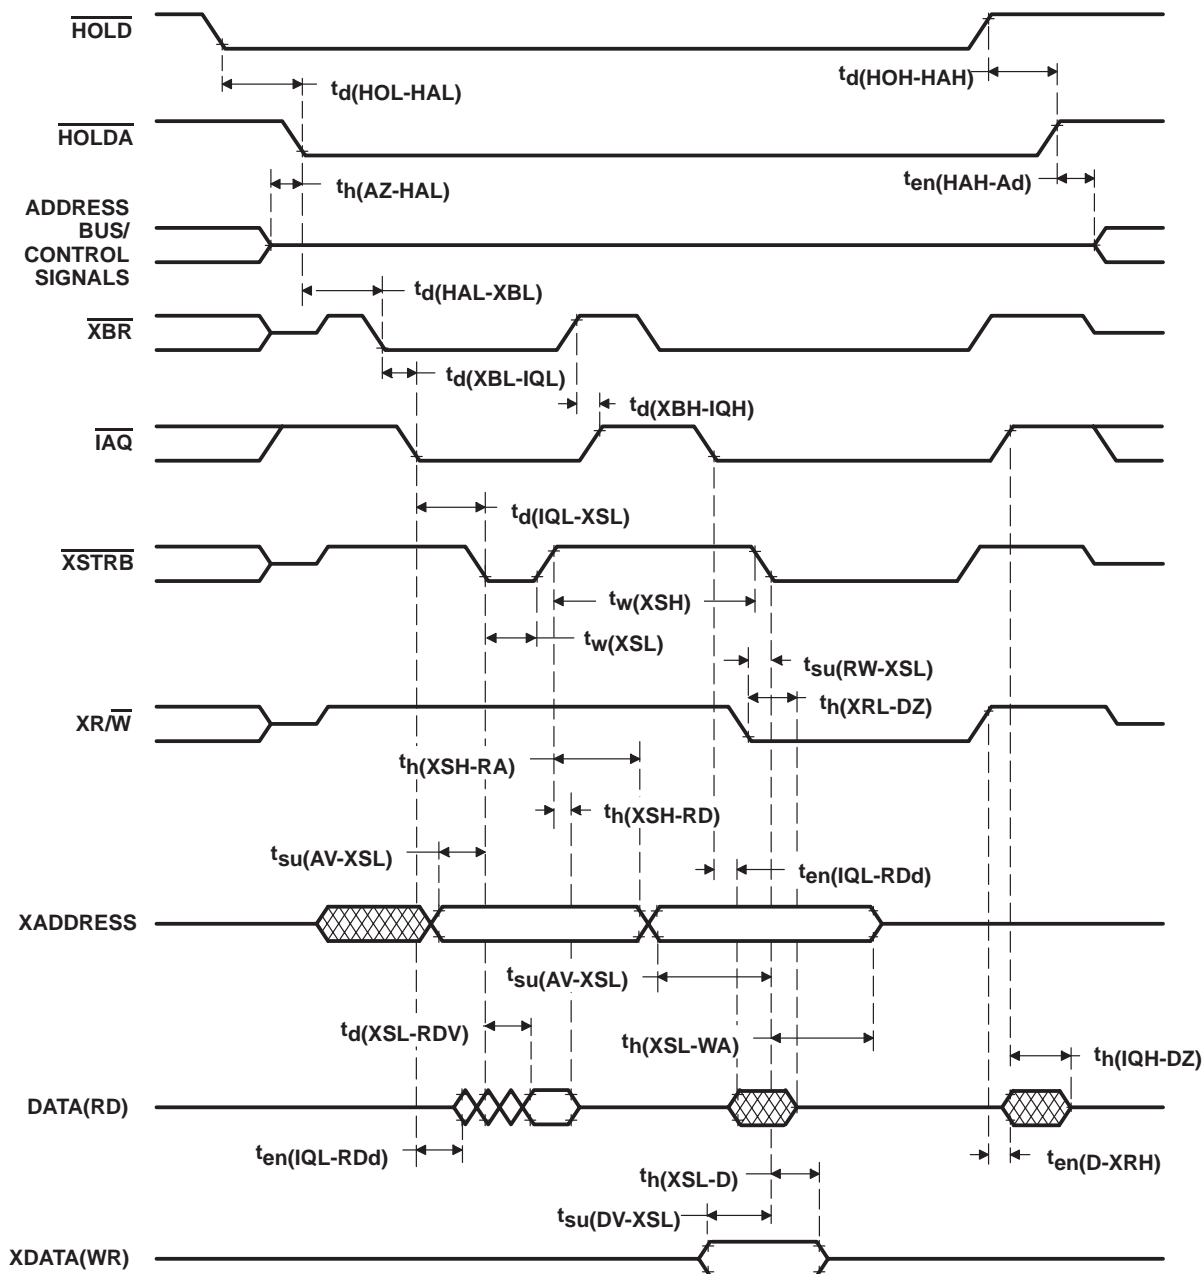 HOLD
td(HOL-HAL)
td(HOH-HAH)
HOLDA
th(AZ-HAL)
ten(HAH-Ad)
ADDRESS
BUS/
CONTROL
SIGNALS
td(HAL-XBL)
XBR
td(XBL-IQL)
td(XBH-IQH)
IAQ
td(IQL-XSL)
XSTRB
tw(XSH)
tw(XSL)
tsu(RW-XSL)
th(XRL-DZ)
XR/W
th(XSH-RA)
th(XSH-RD)
tsu(AV-XSL)
ten(IQL-RDd)
XADDRESS
tsu(AV-XSL)
td(XSL-RDV)
th(XSL-WA)
th(IQH-DZ)
DATA(RD)
ten(IQL-RDd)
ten(D-XRH)
th(XSL-D)
tsu(DV-XSL)
XDATA(WR)